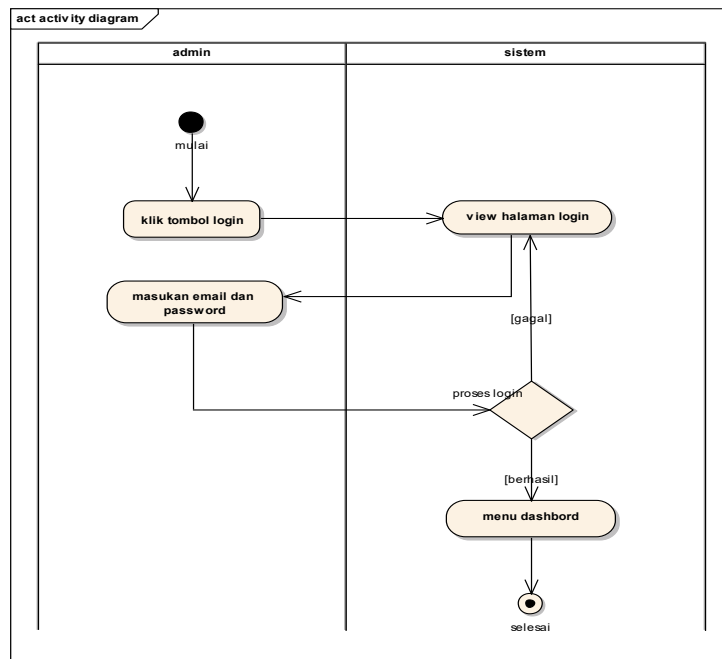 act activity diagram
admin
sistem
mulai
klik tombol login
view halaman login
masukan email dan
password
[gagal]
proses login
[berhasil]
menu dashbord
selesai